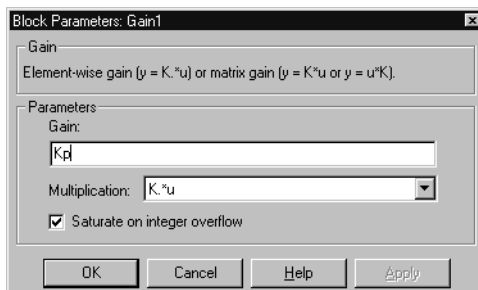 Block Parameters: Gain1
Gain
Element-wise gain (y = K.*u) or matrix gain (y = K*u or y = u*K).
Parameters
Gain:
Kp
Multiplication: K.*u
Saturate on integer overflow
OK Cancel Help Apply